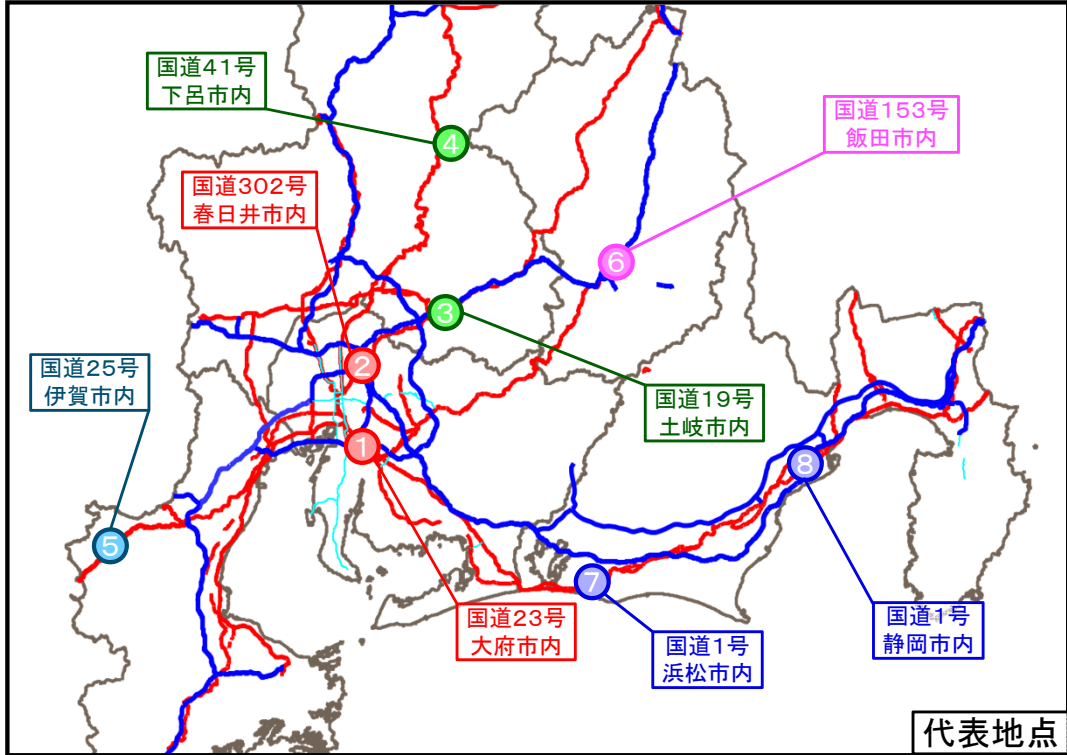 国道41号
下呂市内
国道153号
飯田市内
4
国道302号
春日井市内
6
3
国道25号
伊賀市内
2
国道19号
土岐市内
1
8
5
7
国道23号
大府市内
国道1号
浜松市内
国道1号
静岡市内
代表地点